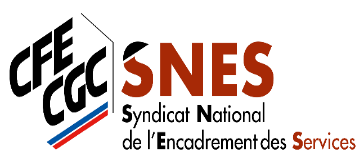 CFE
CGC
SNES
Syndicat National
de l'Encadrement des Services